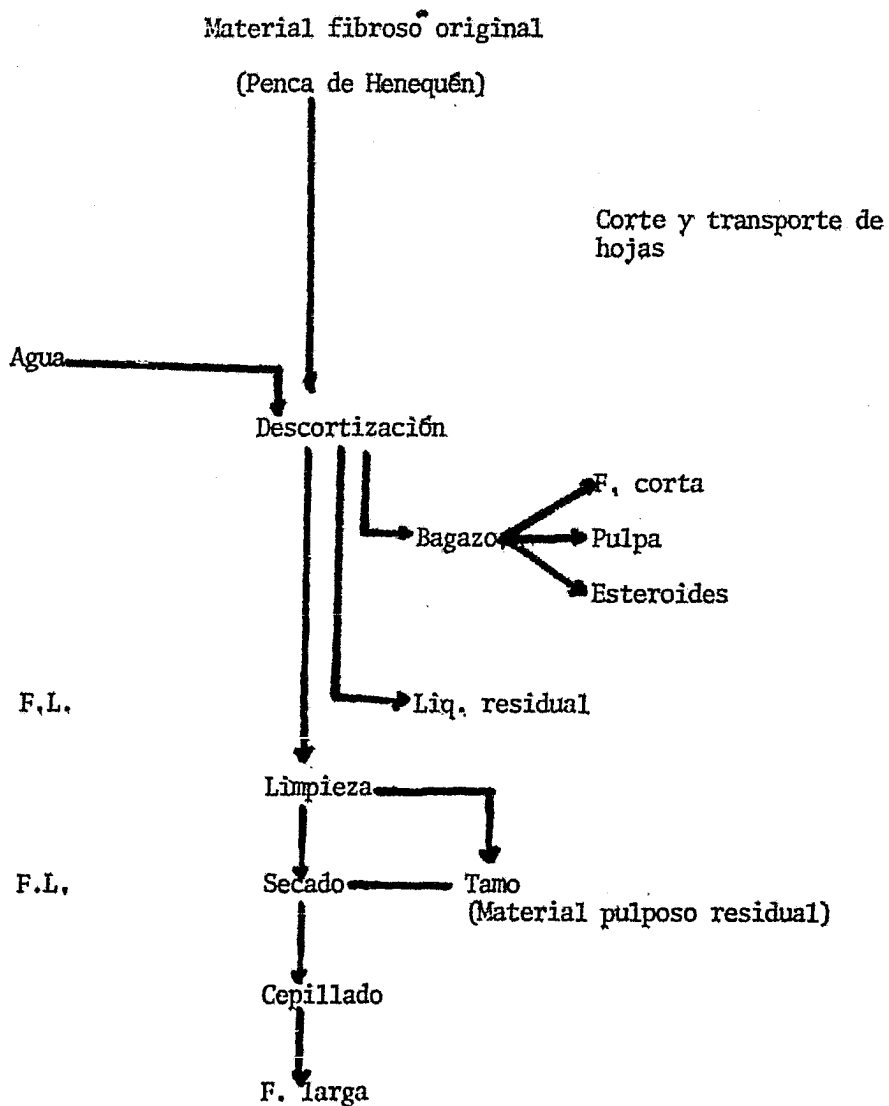 Material fibroso original
(Penca de Henequén)
Corte y transporte de
hojas
Agua
Descortización
F. corta
Bagazo
Pulpa
Esteroides
F.L.
Liq. residual
Limpieza
F.L.
Secado
Tamo
(Material pulposo residual)
Cepillado
F. larga